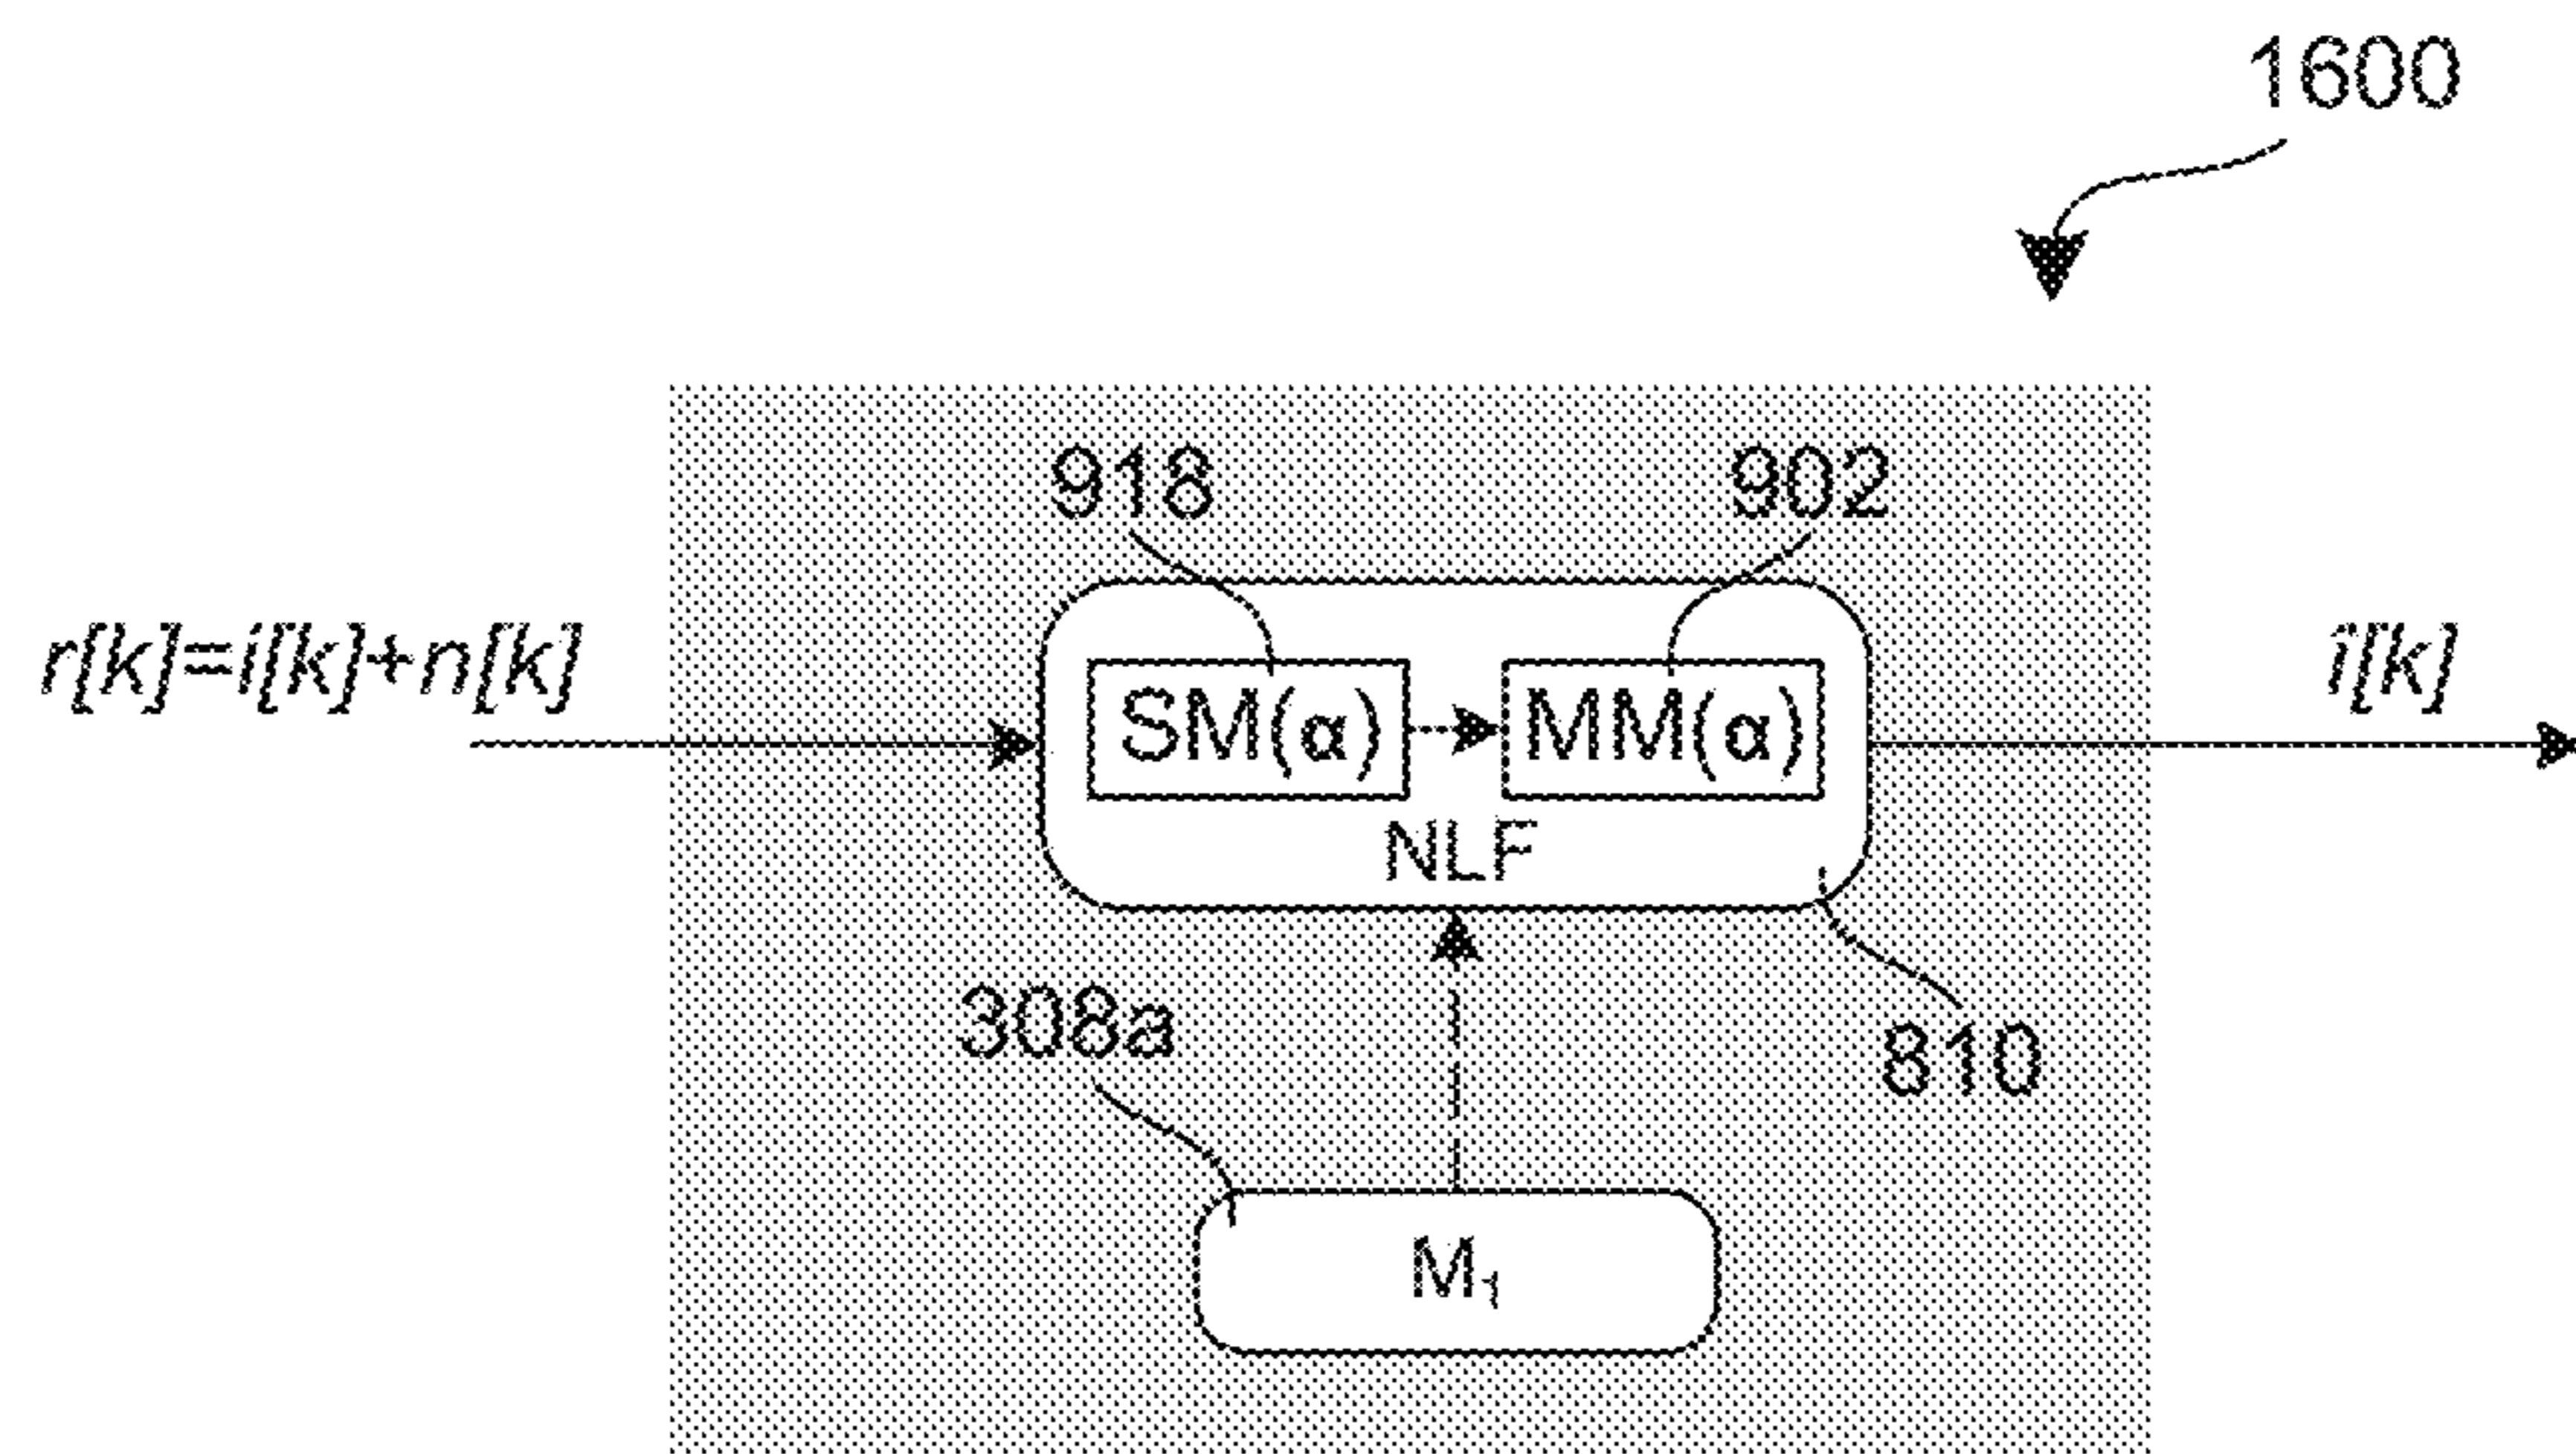 1600
918
902
r[k]=i[k]+n[k]
î[k]
SM(α)
MM(α)
NLF
308a
810
M₁